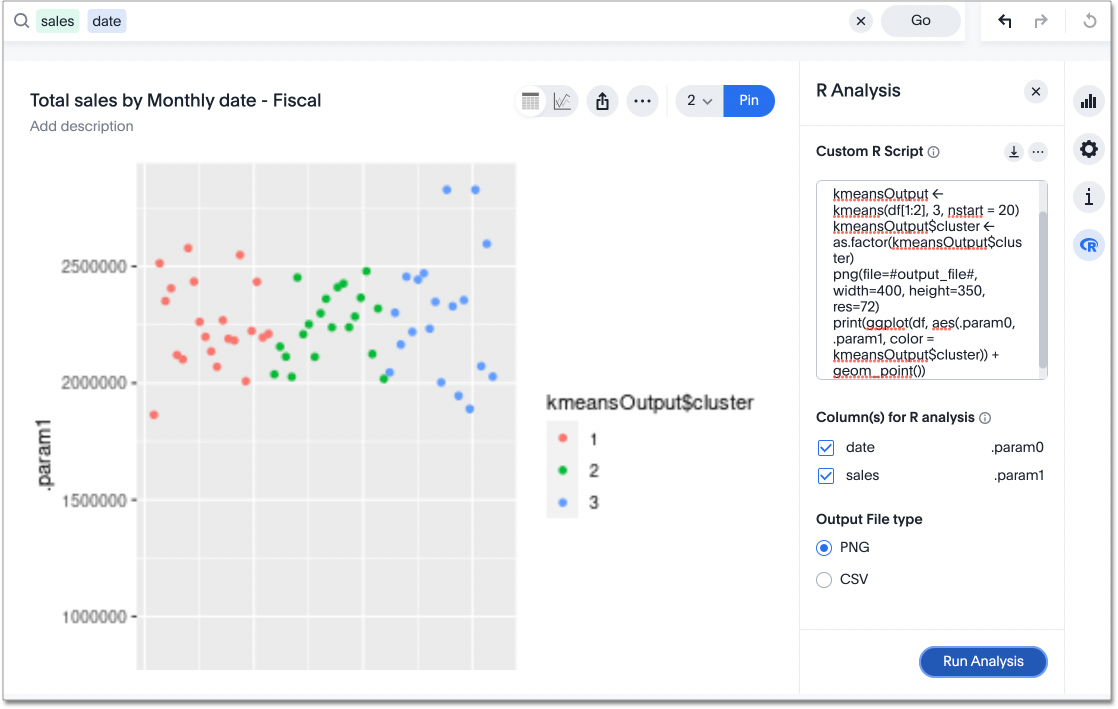 sales date
Go
Total sales by Monthly date - Fiscal
Add description
2
Pin
2500000
2000000
1500000
1000000
.param1
kmeansOutput$cluster
1
2
3
R Analysis
Custom R Script
kmeansOutput <-
kmeans(df[1:2], 3, nstart = 20)
kmeansOutput$cluster <-
as.factor(kmeansOutput$clus
ter)
png(file=#output_file#,
width=400, height=350,
res=72)
print(ggplot(df, aes(.param0,
.param1, color =
kmeansOutput$cluster)) +
geom_point())
Column(s) for R analysis
date .param0
sales .param1
Output File type
PNG
CSV
Run Analysis
i
R